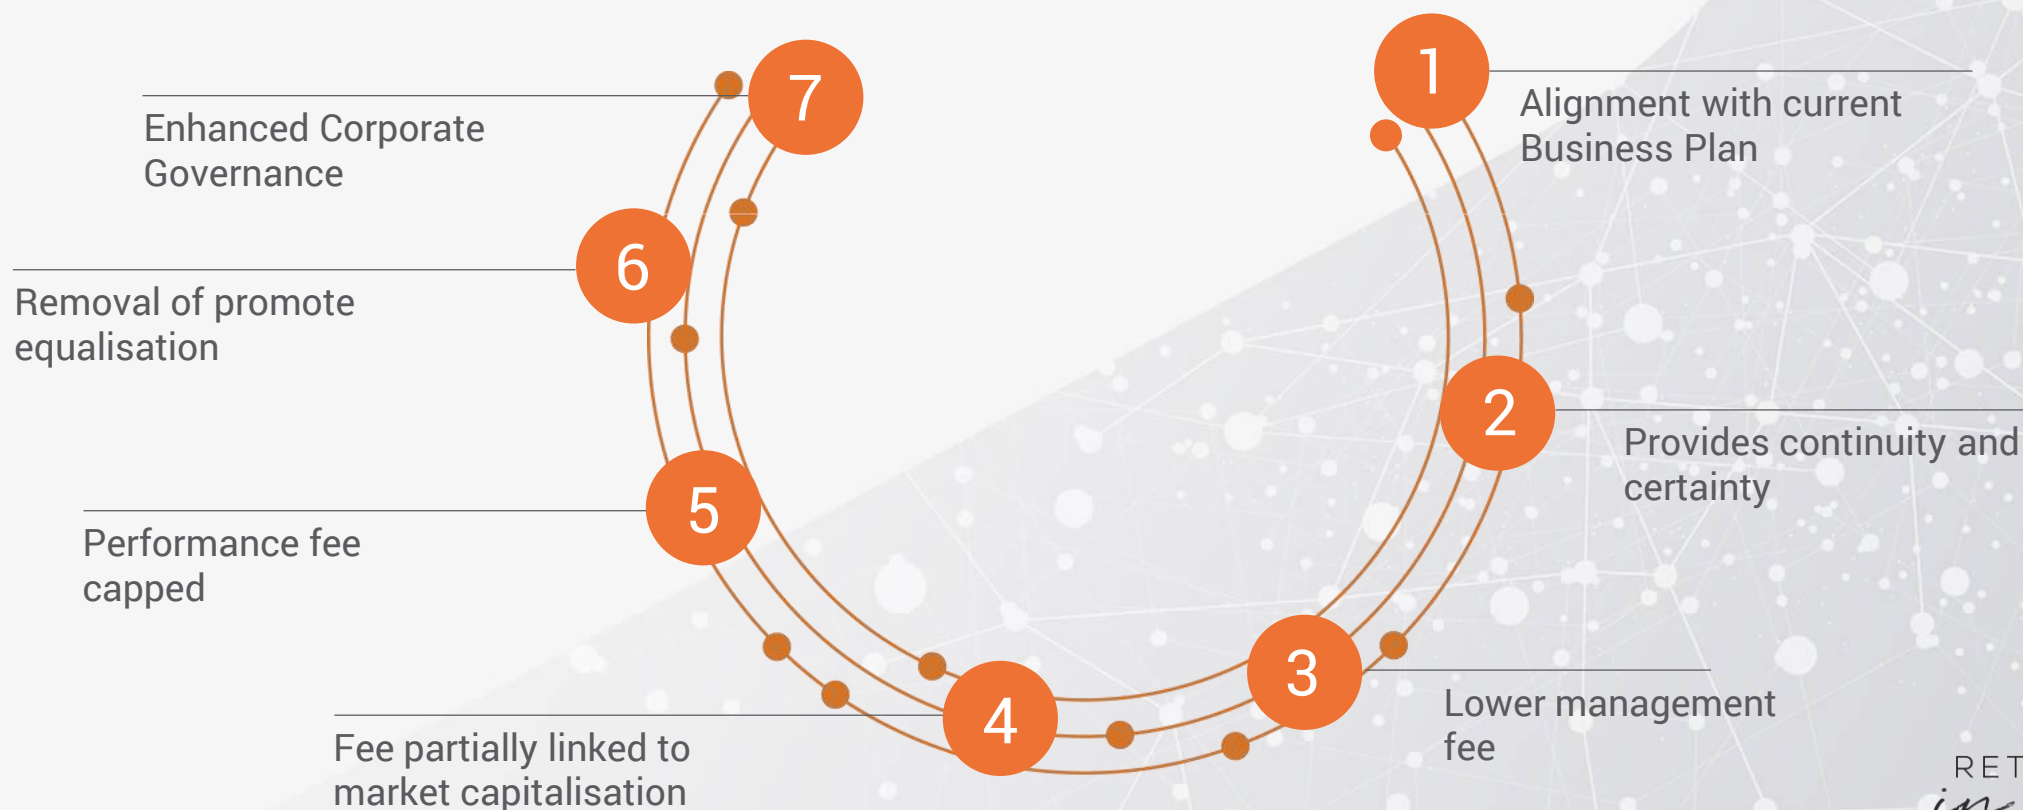 1
Alignment with current
Business Plan
2
Provides continuity and
certainty
3
Lower management
fee
4
Fee partially linked to
market capitalisation
5
Performance fee
capped
6
Removal of promote
equalisation
7
Enhanced Corporate
Governance